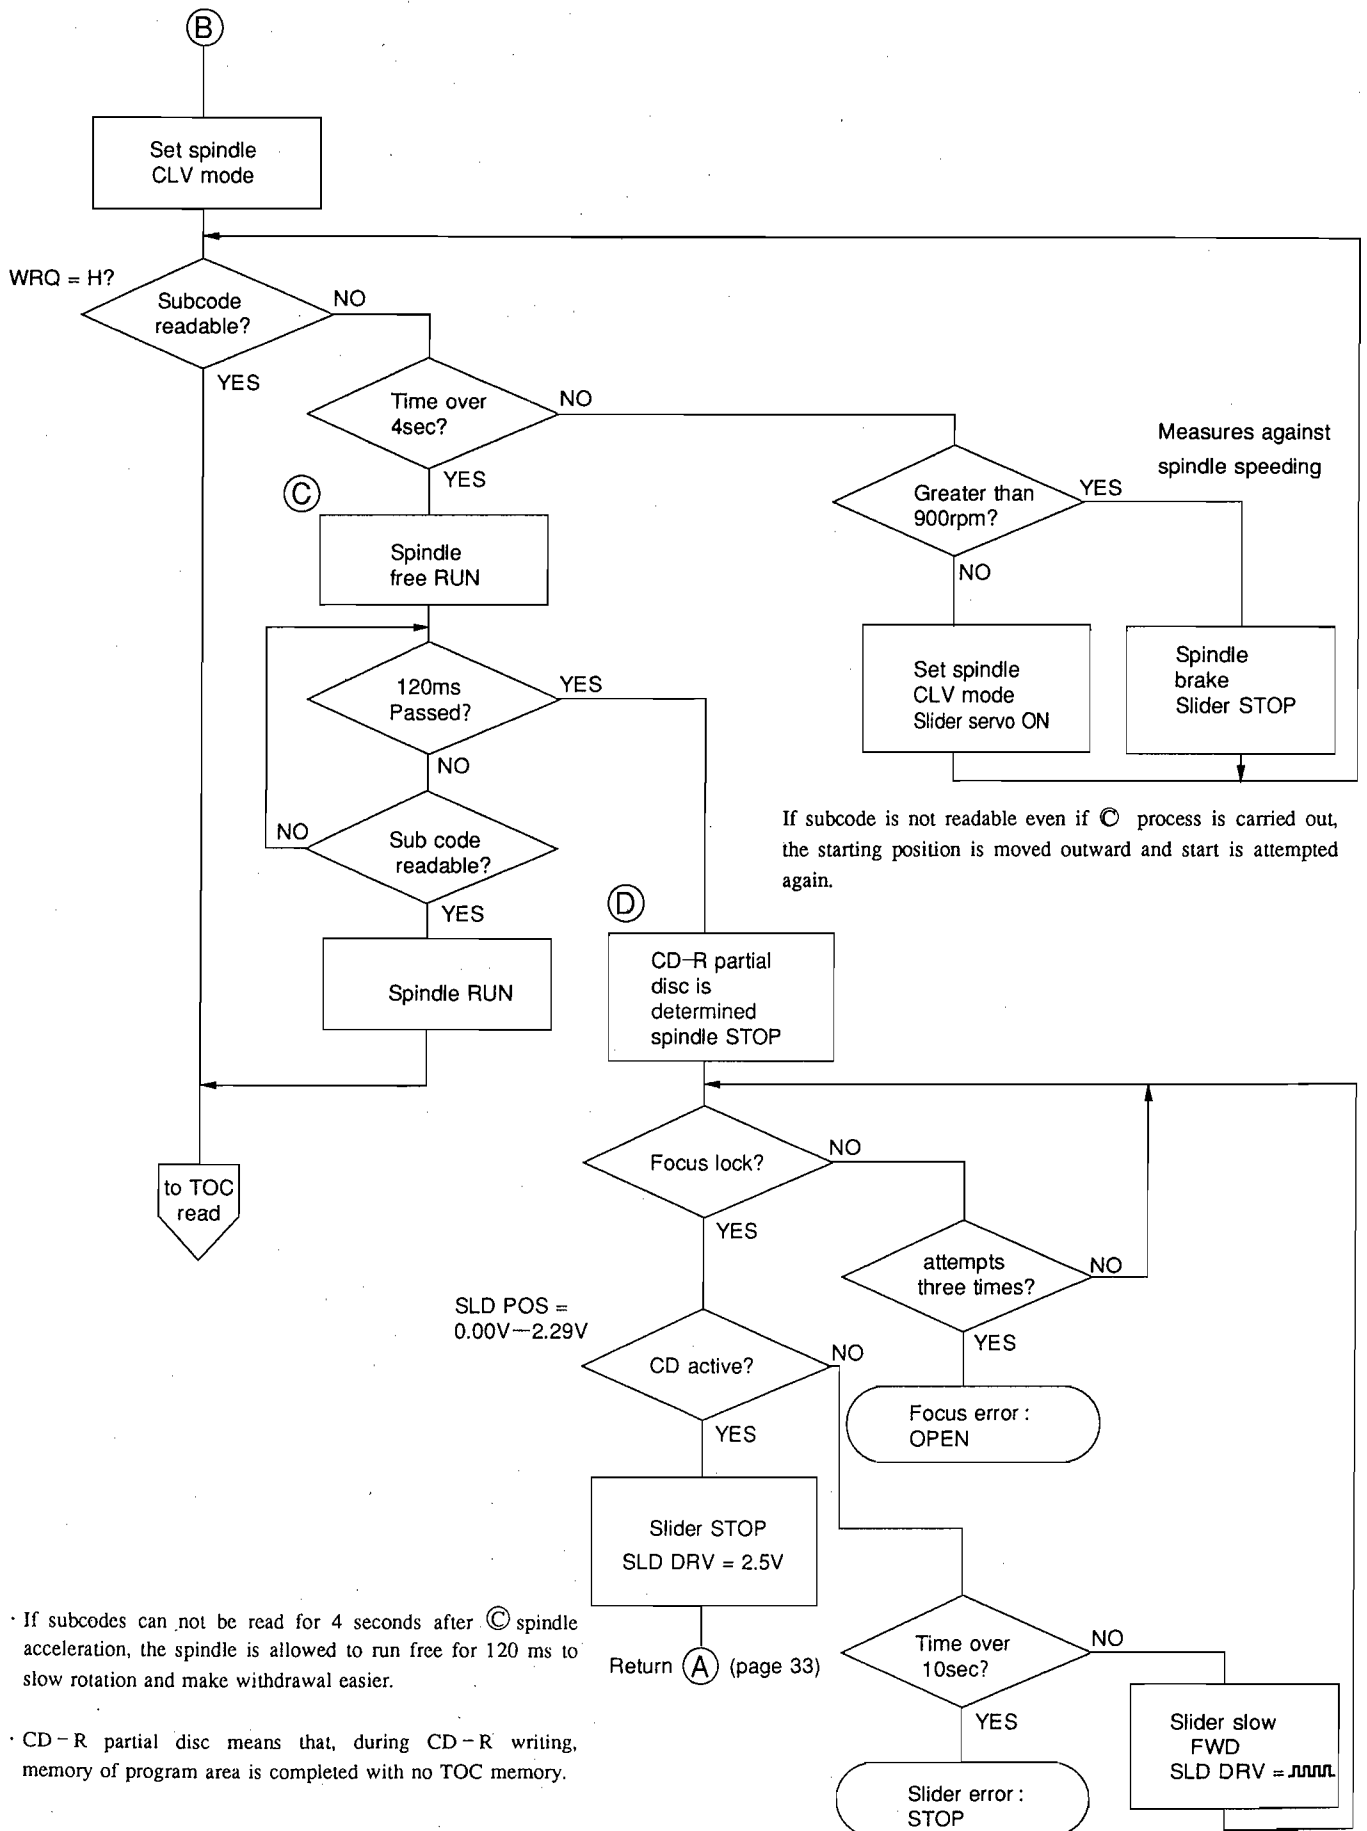 B
Set spindle
CLV mode
WRQ = H?
Subcode
readable?
NO
YES
Time over
4sec?
NO
YES
Measures against
spindle speeding
Greater than
900rpm?
YES
NO
C
Spindle
free RUN
Set spindle
CLV mode
Slider servo ON
Spindle
brake
Slider STOP
120ms
Passed?
YES
NO
Sub code
readable?
NO
YES
Spindle RUN
If subcode is not readable even if C process is carried out,
the starting position is moved outward and start is attempted
again.
D
CD-R partial
disc is
determined
spindle STOP
to TOC
read
Focus lock?
NO
YES
attempts
three times?
NO
YES
Focus error :
OPEN
SLD POS =
0.00V—2.29V
CD active?
NO
YES
Slider STOP
SLD DRV = 2.5V
Return A (page 33)
Time over
10sec?
NO
YES
Slider slow
FWD
SLD DRV =
Slider error :
STOP
· If subcodes can not be read for 4 seconds after C spindle
acceleration, the spindle is allowed to run free for 120 ms to
slow rotation and make withdrawal easier.
· CD-R partial disc means that, during CD-R writing,
memory of program area is completed with no TOC memory.